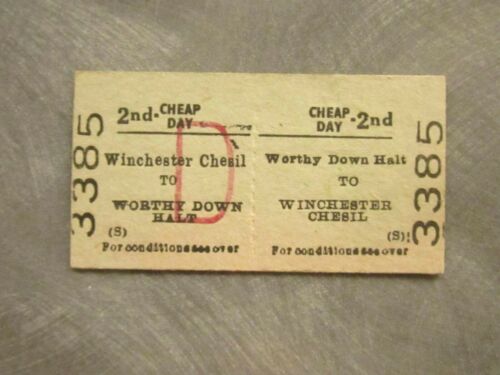 3385
2nd-CHEAP
DAY
D
Winchester Chesil
TO
WORTHY DOWN
HALT
(S)
For conditions see over
CHEAP
DAY -2nd
Worthy Down Halt
TO
WINCHESTER
CHESIL
(S)
For conditions see over
3385